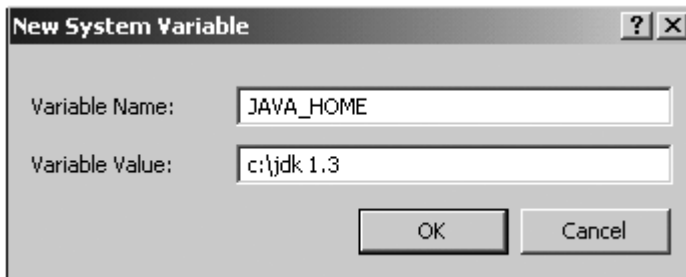 New System Variable
Variable Name: JAVA_HOME
Variable Value: c:\jdk 1.3
OK Cancel